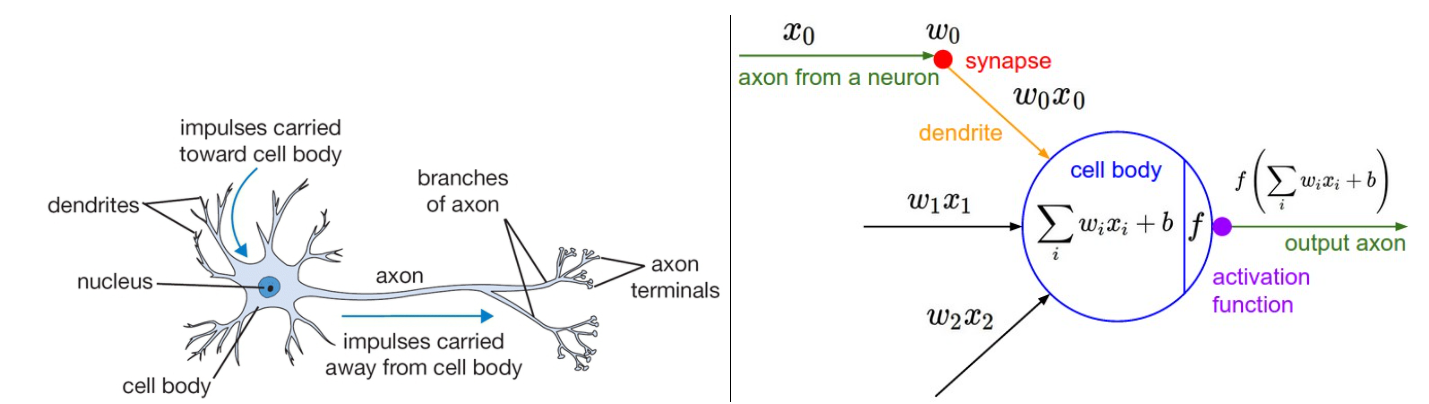 impulses carried
toward cell body
dendrites
nucleus
cell body
branches
of axon
axon
axon
terminals
impulses carried
away from cell body
x₀
w₀
axon from a neuron
synapse
w₀x₀
dendrite
cell body
w₁x₁
∑ᵢ wᵢxᵢ + b
f
f(∑ᵢ wᵢxᵢ + b)
output axon
activation
function
w₂x₂